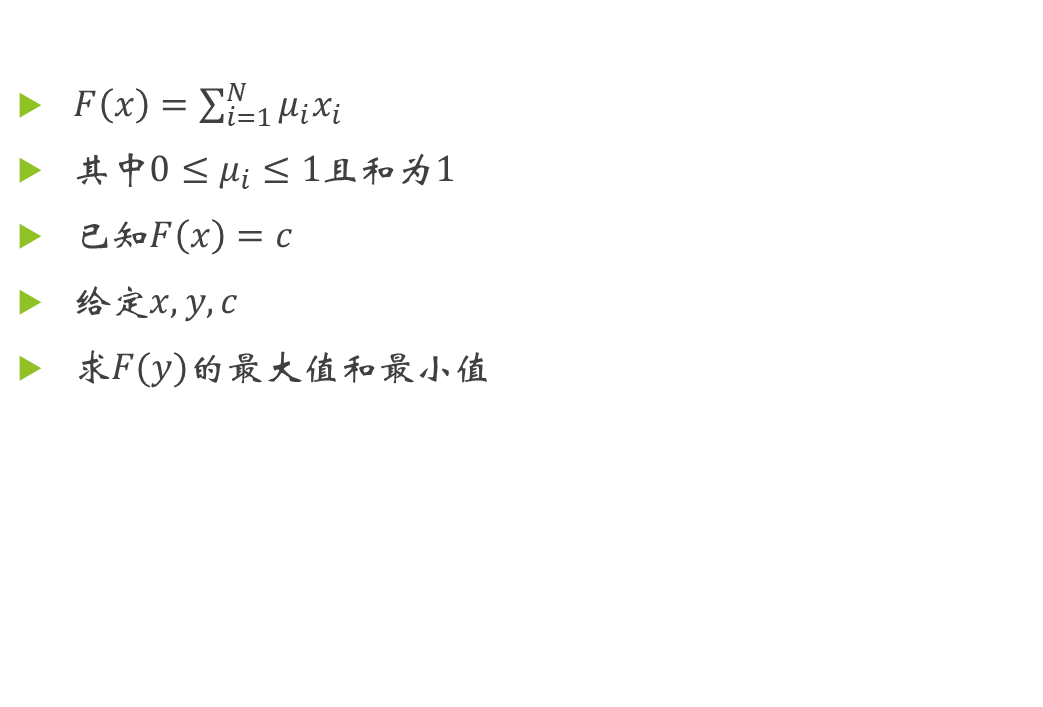 F(x) = ∑_{i=1}^{N} μ_i x_i
其中0 ≤ μ_i ≤ 1且和为1
已知F(x) = c
给定x, y, c
求F(y)的最大值和最小值